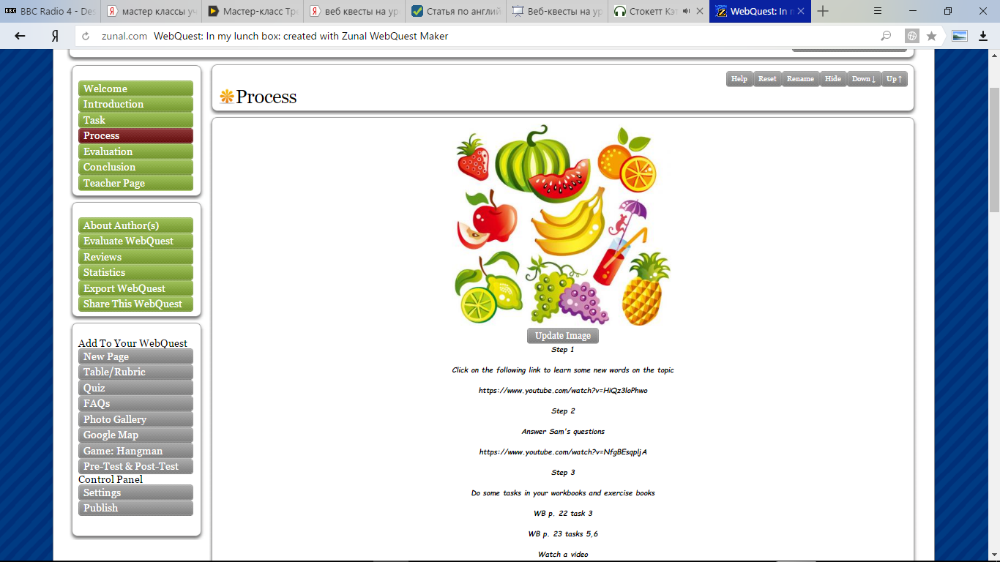 BBC Radio 4 - Des
мастер классы уч
Мастер-класс Тре
веб квесты на ур
Статья по англий
Веб-квесты на ур
Стокетт Кэт
WebQuest: In m
zunal.com WebQuest: In my lunch box: created with Zunal WebQuest Maker
Welcome
Introduction
Task
Process
Evaluation
Conclusion
Teacher Page
About Author(s)
Evaluate WebQuest
Reviews
Statistics
Export WebQuest
Share This WebQuest
Add To Your WebQuest
New Page
Table/Rubric
Quiz
FAQs
Photo Gallery
Google Map
Game: Hangman
Pre-Test & Post-Test
Control Panel
Settings
Publish
Help Reset Rename Hide Down↓ Up↑
Process
Update Image
Step 1
Click on the following link to learn some new words on the topic
https://www.youtube.com/watch?v=HiQz3loPhwo
Step 2
Answer Sam's questions
https://www.youtube.com/watch?v=NfgBEsqpljA
Step 3
Do some tasks in your workbooks and exercise books
WB p. 22 task 3
WB p. 23 tasks 5,6
Watch a video